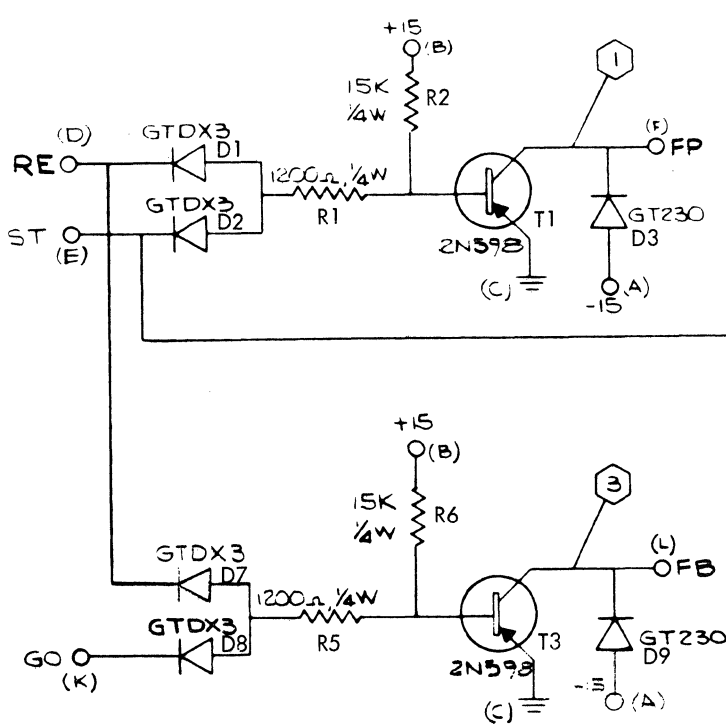 +15
(B)
15K
1/4W
R2
1
(D)
GTDX3
D1
RE
(F)
FP
1200Ω, 1/4W
R1
GTDX3
D2
ST
(E)
T1
2N398
(C)
GT230
D3
-15
(A)
+15
(B)
15K
1/4W
R6
3
GTDX3
D7
(L)
FB
1200Ω, 1/4W
R5
GTDX3
D8
GO
(K)
T3
2N398
(C)
GT230
D9
-15
(A)